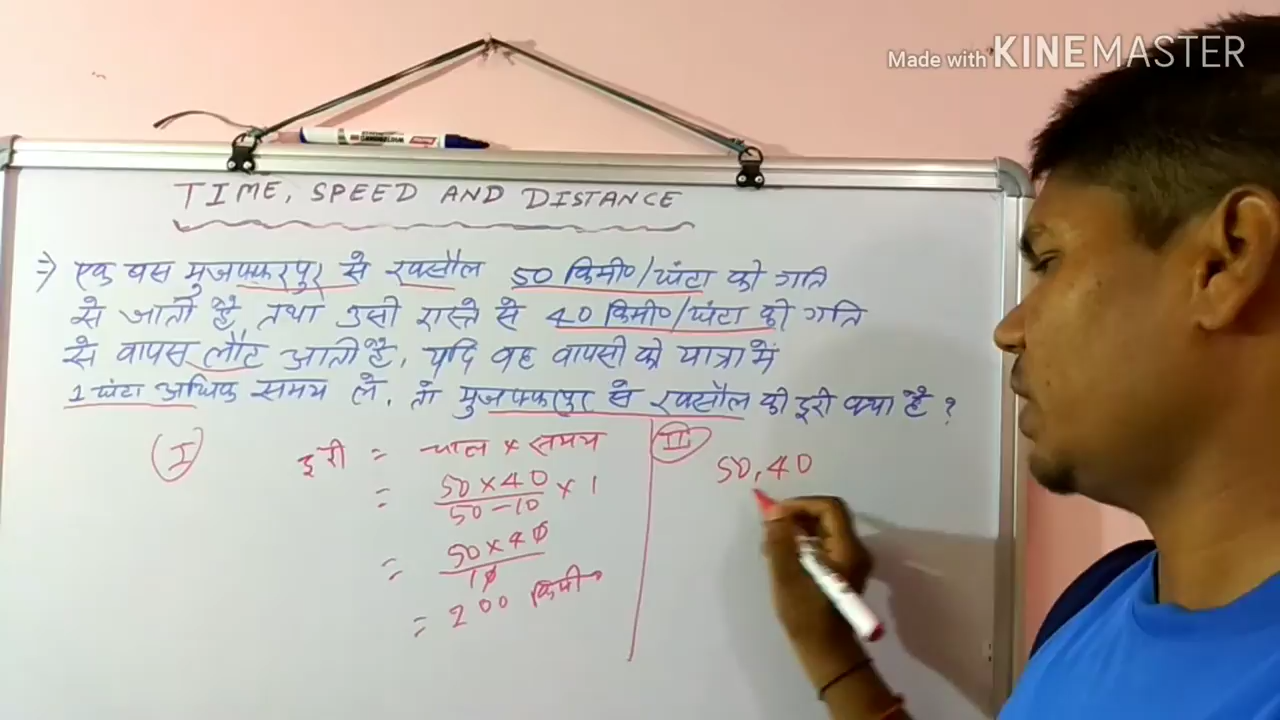 Made with KINEMASTER
TIME, SPEED AND DISTANCE
=> एक बस मुजफ्फरपुर से रक्सौल 50 किमी०/घंटा की गति
से जाती है तथा उसी रास्ते से 40 किमी०/घंटा की गति
से वापस लौट आती है, यदि वह वापसी की यात्रा में
1 घंटा अधिक समय ले, तो मुजफ्फरपुर से रक्सौल की दूरी क्या है ?
(I) दूरी = चाल × समय
= 50 × 40 / 50 - 10 × 1
= 50 × 40 / 10
= 200 किमी०
(II)
50, 40